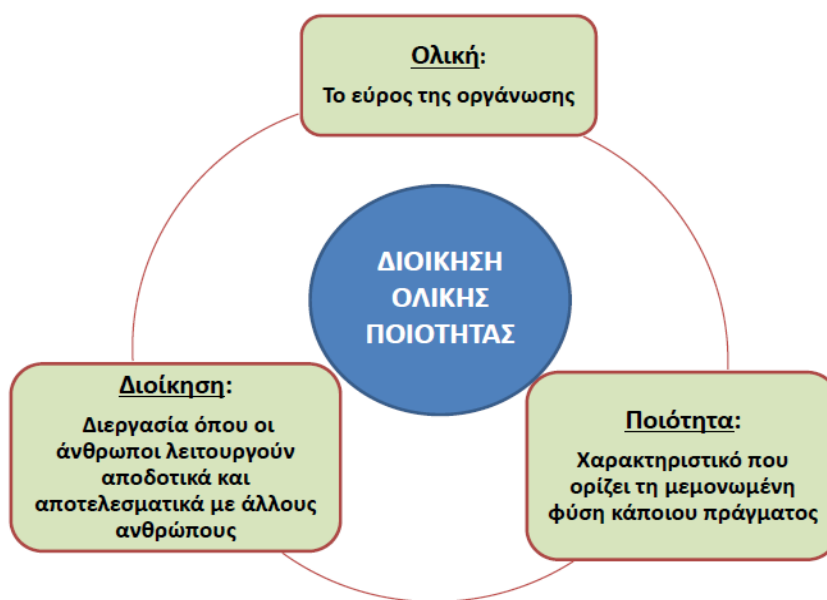 Ολική:
Το εύρος της οργάνωσης
ΔΙΟΙΚΗΣΗ
ΟΛΙΚΗΣ
ΠΟΙΟΤΗΤΑΣ
Διοίκηση:
Διεργασία όπου οι
άνθρωποι λειτουργούν
αποδοτικά και
αποτελεσματικά με άλλους
ανθρώπους
Ποιότητα:
Χαρακτηριστικό που
ορίζει τη μεμονωμένη
φύση κάποιου πράγματος